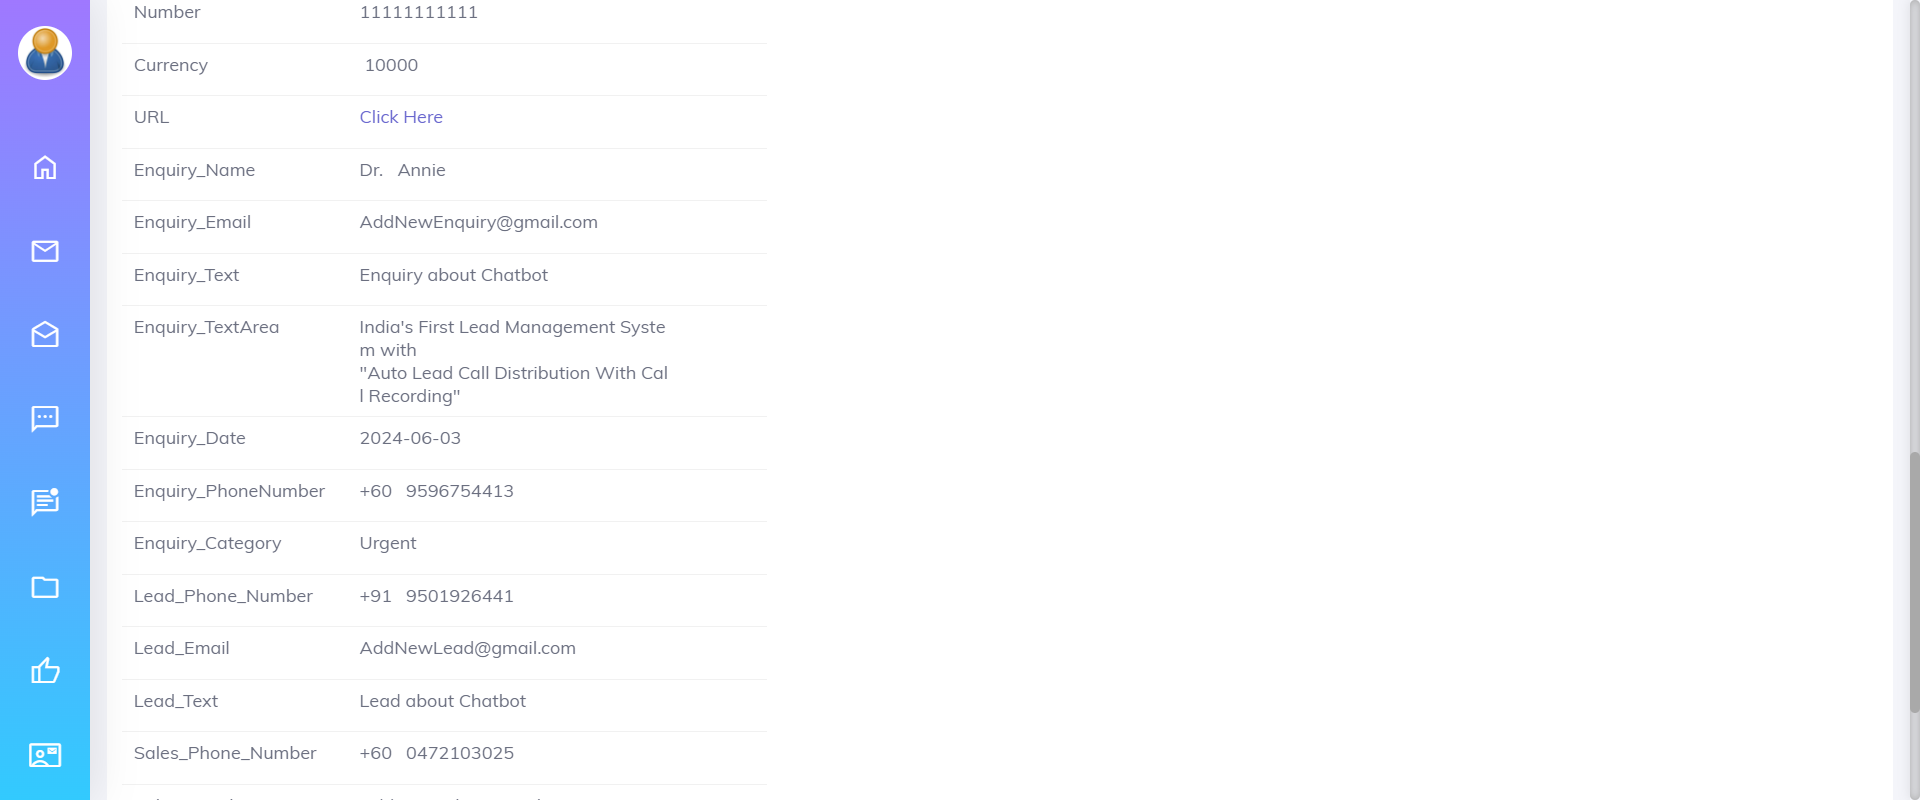 Number 11111111111
Currency 10000
URL Click Here
Enquiry_Name Dr. Annie
Enquiry_Email AddNewEnquiry@gmail.com
Enquiry_Text Enquiry about Chatbot
Enquiry_TextArea India's First Lead Management Syste
m with
"Auto Lead Call Distribution With Cal
l Recording"
Enquiry_Date 2024-06-03
Enquiry_PhoneNumber +60 9596754413
Enquiry_Category Urgent
Lead_Phone_Number +91 9501926441
Lead_Email AddNewLead@gmail.com
Lead_Text Lead about Chatbot
Sales_Phone_Number +60 0472103025